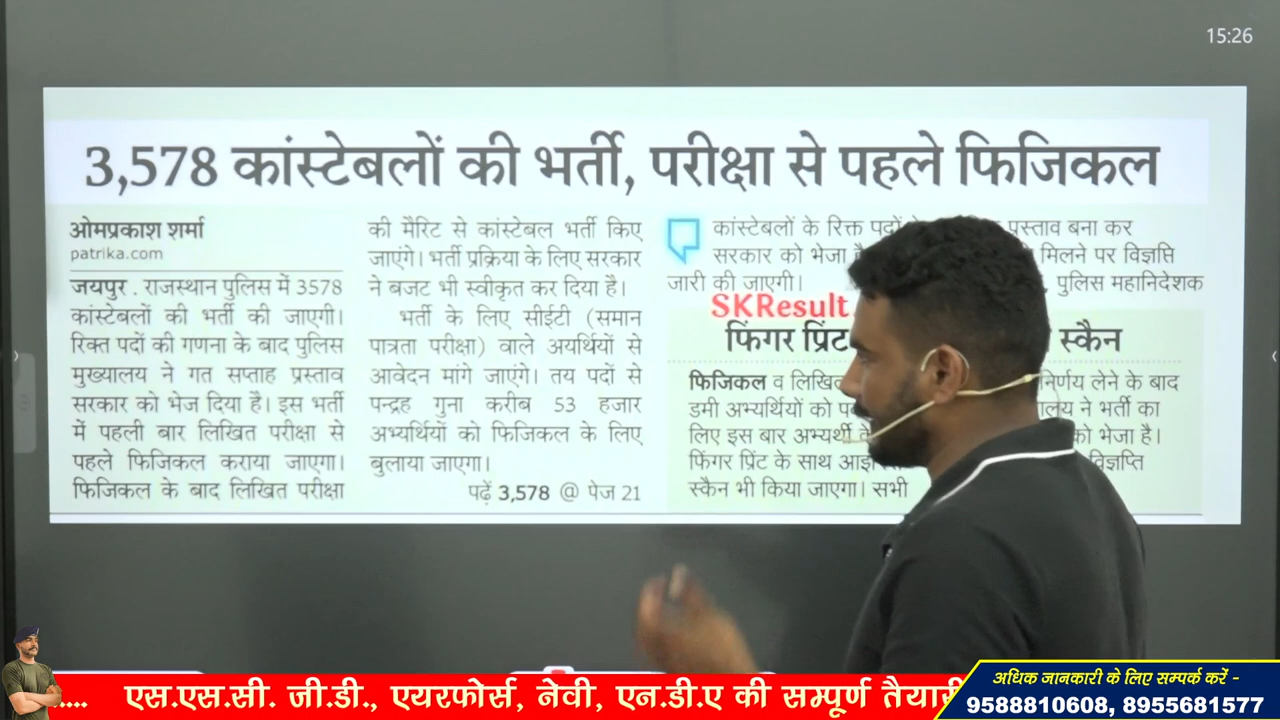 15:26
3,578 कांस्टेबलों की भर्ती, परीक्षा से पहले फिजिकल
ओमप्रकाश शर्मा
patrika.com
जयपुर . राजस्थान पुलिस में 3578
कांस्टेबलों की भर्ती की जाएगी।
रिक्त पदों की गणना के बाद पुलिस
मुख्यालय ने गत सप्ताह प्रस्ताव
सरकार को भेज दिया है। इस भर्ती
में पहली बार लिखित परीक्षा से
पहले फिजिकल कराया जाएगा।
फिजिकल के बाद लिखित परीक्षा
की मैरिट से कांस्टेबल भर्ती किए
जाएंगे। भर्ती प्रक्रिया के लिए सरकार
ने बजट भी स्वीकृत कर दिया है।
भर्ती के लिए सीईटी (समान
पात्रता परीक्षा) वाले अयर्थियों से
आवेदन मांगे जाएंगे। तय पदों से
पन्द्रह गुना करीब 53 हजार
अभ्यर्थियों को फिजिकल के लिए
बुलाया जाएगा।
पढ़ें 3,578 @ पेज 21
कांस्टेबलों के रिक्त पदों बना कर
सरकार को भेजा मिलने पर विज्ञप्ति
जारी की जाएगी। पुलिस महानिदेशक
SKResult
फिंगर प्रिंट स्कैन
फिजिकल व निर्णय लेने के बाद
डमी अभ्यर्थियों को ने भर्ती का
लिए इस बार अभ्यर्थी को भेजा है।
फिंगर प्रिंट के साथ विज्ञप्ति
स्कैन भी किया जाएगा। सभी
..... एस.एस.सी. जी.डी., एयरफोर्स, नेवी, एन.डी.ए की सम्पूर्ण तैयारी
अधिक जानकारी के लिए सम्पर्क करें -
9588810608, 8955681577